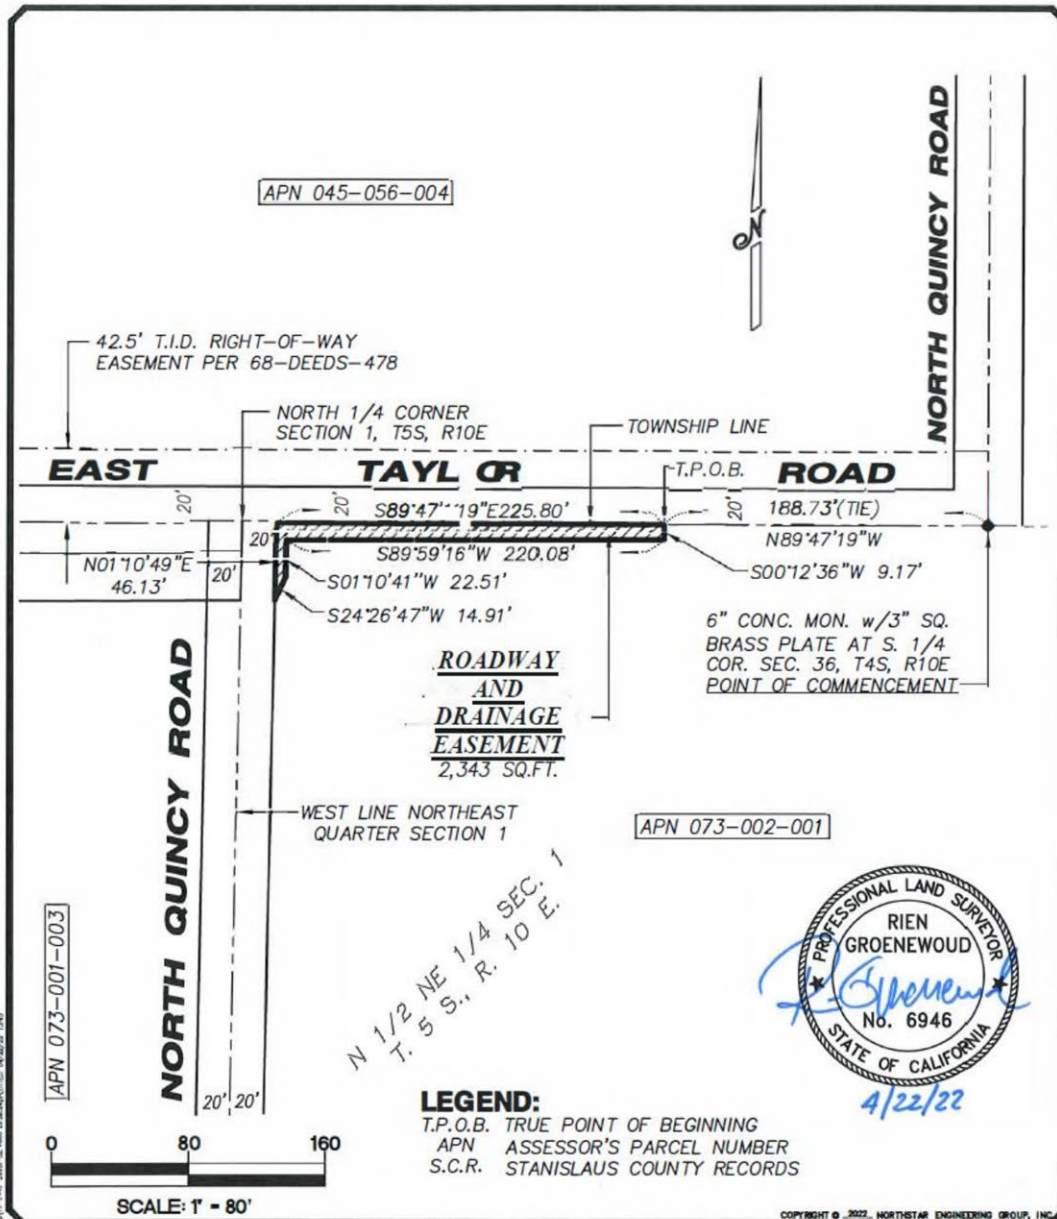 APN 045-056-004
N
NORTH QUINCY ROAD
42.5' T.I.D. RIGHT-OF-WAY
EASEMENT PER 68-DEEDS-478
NORTH 1/4 CORNER
SECTION 1, T5S, R10E
TOWNSHIP LINE
EAST TAYLOR ROAD
T.P.O.B.
20'
20'
S89°47'19"E 225.80'
20'
188.73'(TIE)
N89°47'19"W
20'
S89°59'16"W 220.08'
N01°10'49"E
46.13'
20'
S01°10'41"W 22.51'
S00°12'36"W 9.17'
S24°26'47"W 14.91'
6" CONC. MON. w/3" SQ.
BRASS PLATE AT S. 1/4
COR. SEC. 36, T4S, R10E
POINT OF COMMENCEMENT
ROADWAY
AND
DRAINAGE
EASEMENT
2,343 SQ.FT.
NORTH QUINCY ROAD
WEST LINE NORTHEAST
QUARTER SECTION 1
APN 073-002-001
N 1/2 NE 1/4 SEC. 1
T. 5 S., R. 10 E.
APN 073-001-003
20' 20'
PROFESSIONAL LAND SURVEYOR
RIEN
GROENEWOUD
No. 6946
STATE OF CALIFORNIA
4/22/22
LEGEND:
T.P.O.B. TRUE POINT OF BEGINNING
APN ASSESSOR'S PARCEL NUMBER
S.C.R. STANISLAUS COUNTY RECORDS
0 80 160
SCALE: 1" - 80'
COPYRIGHT © 2022 NORTHSTAR ENGINEERING GROUP, INC.